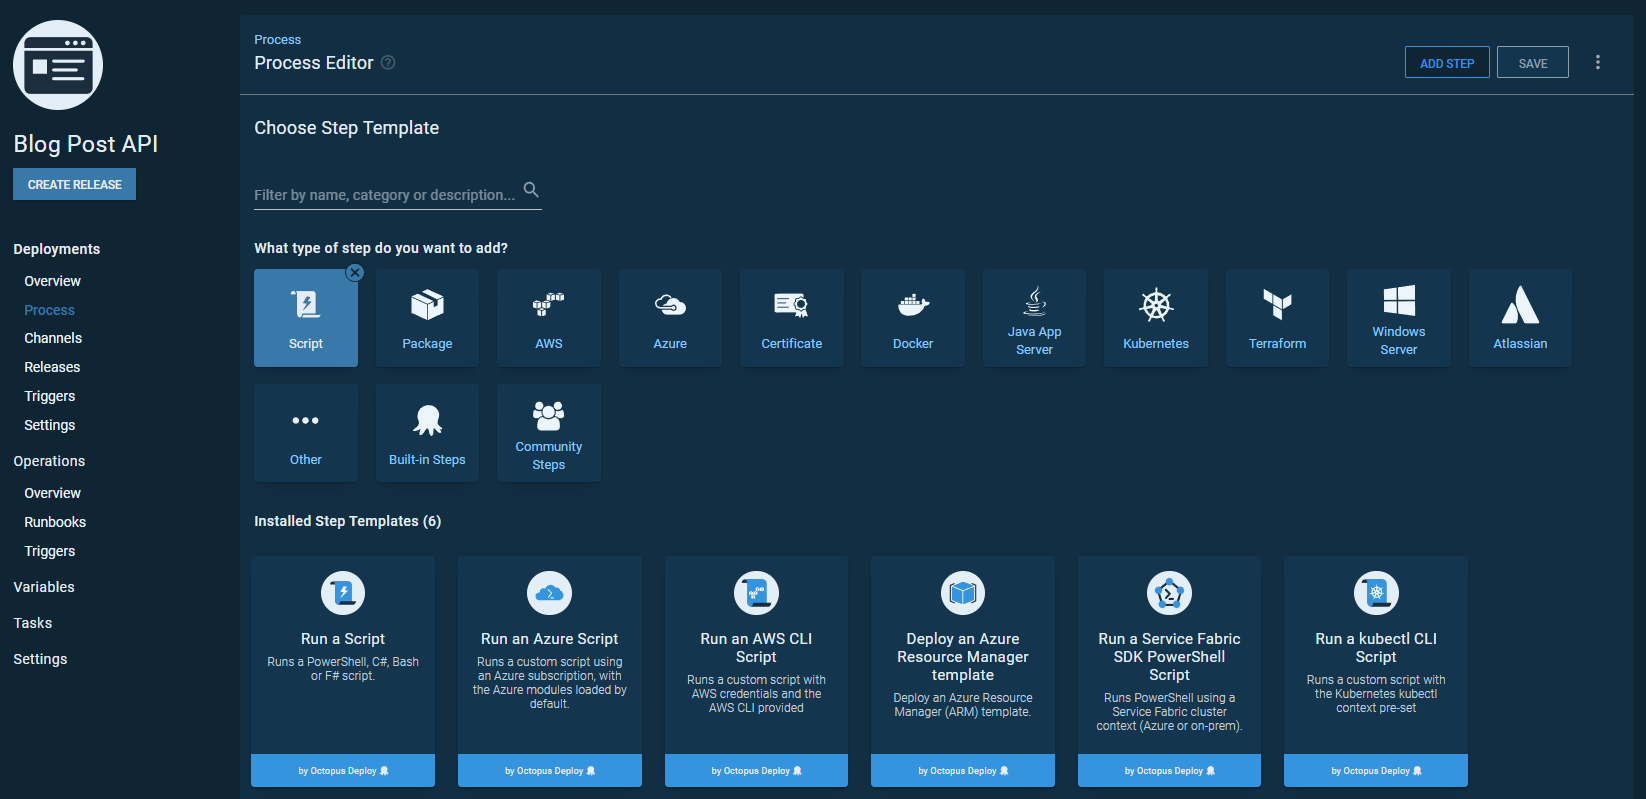 Process
Process Editor
ADD STEP
SAVE
Blog Post API
CREATE RELEASE
Deployments
Overview
Process
Channels
Releases
Triggers
Settings
Operations
Overview
Runbooks
Triggers
Variables
Tasks
Settings
Choose Step Template
Filter by name, category or description...
What type of step do you want to add?
Script
Package
AWS
Azure
Certificate
Docker
Java App
Server
Kubernetes
Terraform
Windows
Server
Atlassian
Other
Built-in Steps
Community
Steps
Installed Step Templates (6)
Run a Script
Runs a PowerShell, C#, Bash
or F# script.
by Octopus Deploy
Run an Azure Script
Runs a custom script using
an Azure subscription, with
the Azure modules loaded by
default.
by Octopus Deploy
Run an AWS CLI
Script
Runs a custom script with
AWS credentials and the
AWS CLI provided
by Octopus Deploy
Deploy an Azure
Resource Manager
template
Deploy an Azure Resource
Manager (ARM) template.
by Octopus Deploy
Run a Service Fabric
SDK PowerShell
Script
Runs PowerShell using a
Service Fabric cluster
context (Azure or on-prem).
by Octopus Deploy
Run a kubectl CLI
Script
Runs a custom script with
the Kubernetes kubectl
context pre-set
by Octopus Deploy